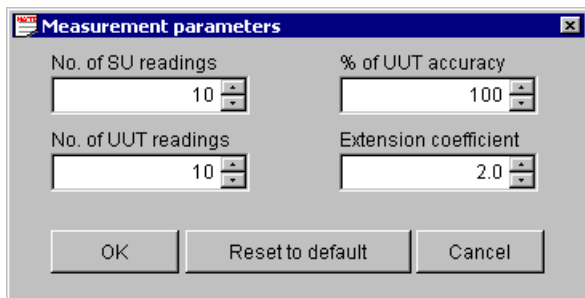 Measurement parameters
No. of SU readings % of UUT accuracy
10 100
No. of UUT readings Extension coefficient
10 2.0
OK Reset to default Cancel